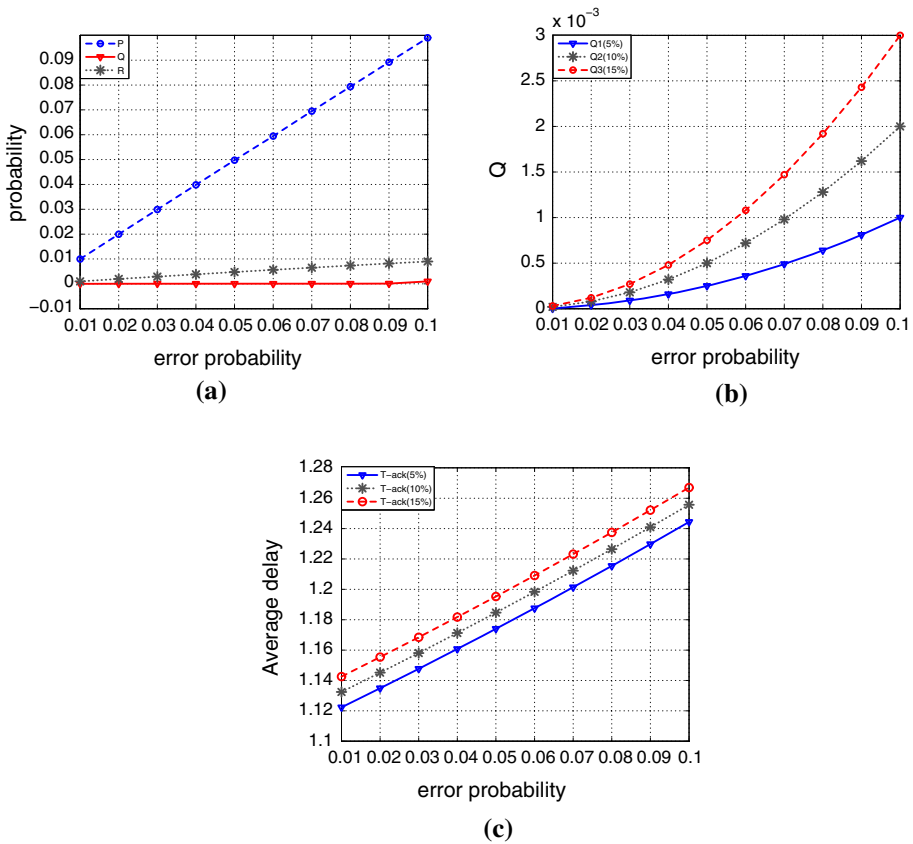 0.09
0.08
0.07
0.06
0.05
0.04
0.03
0.02
0.01
0
−0.01
probability
P
Q
R
0.01 0.02 0.03 0.04 0.05 0.06 0.07 0.08 0.09 0.1
error probability
(a)
x 10⁻³
3
2.5
2
1.5
1
0.5
0
Q
Q1(5%)
Q2(10%)
Q3(15%)
0.01 0.02 0.03 0.04 0.05 0.06 0.07 0.08 0.09 0.1
error probability
(b)
1.28
1.26
1.24
1.22
1.2
1.18
1.16
1.14
1.12
1.1
Average delay
T−ack(5%)
T−ack(10%)
T−ack(15%)
0.01 0.02 0.03 0.04 0.05 0.06 0.07 0.08 0.09 0.1
error probability
(c)